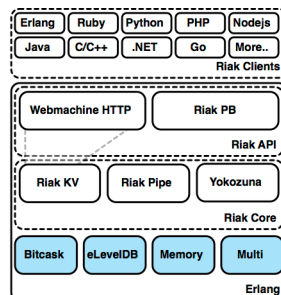 Erlang Ruby Python PHP Nodejs
Java C/C++ .NET Go More..
Riak Clients
Webmachine HTTP Riak PB
Riak API
Riak KV Riak Pipe Yokozuna
Riak Core
Bitcask eLevelDB Memory Multi
Erlang